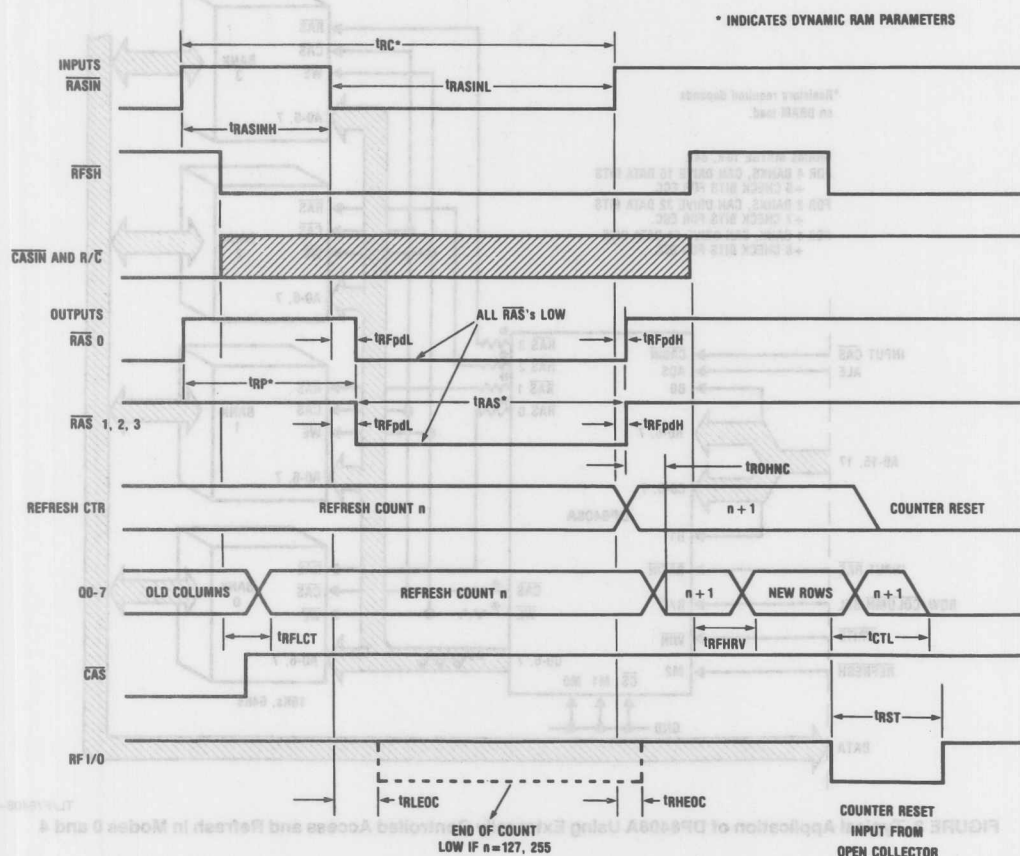 * INDICATES DYNAMIC RAM PARAMETERS
tRC*
INPUTS
RASIN
tRASINL
tRASINH
RFSH
CASIN AND R/C
OUTPUTS
RAS 0
ALL RAS's LOW
tRFpdL
tRFpdH
tRP*
tRAS*
RAS 1, 2, 3
tRFpdL
tRFpdH
tROHNC
REFRESH CTR
REFRESH COUNT n
n + 1
COUNTER RESET
Q0-7
OLD COLUMNS
REFRESH COUNT n
n + 1
NEW ROWS
n + 1
tRFLCT
tRFHRV
tCTL
CAS
tRST
RF I/O
tRLEOC
tRHEOC
END OF COUNT
LOW IF n = 127, 255
COUNTER RESET
INPUT FROM
OPEN COLLECTOR